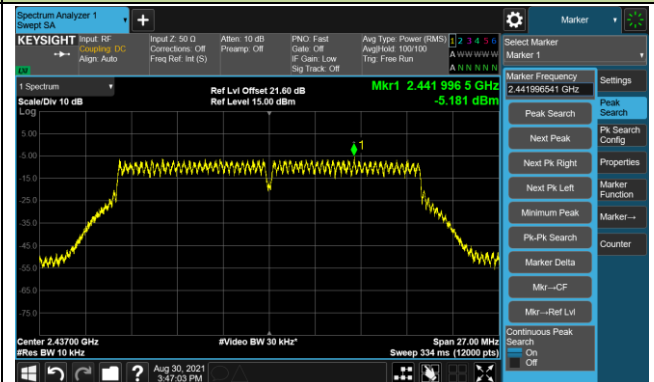 Spectrum Analyzer 1
Swept SA
Marker
KEYSIGHT
Input: RF
Coupling: DC
Align: Auto
Input Z: 50 Ω
Corrections: Off
Freq Ref: Int (S)
Atten: 10 dB
Preamp: Off
PNO: Fast
Gate: Off
IF Gain: Low
Sig Track: Off
Avg Type: Power (RMS)
Avg|Hold: 100/100
Trig: Free Run
1 2 3 4 5 6
A W W W W W
A N N N N N
LXI
Select Marker
Marker 1
Marker Frequency
2.441996541 GHz
Settings
Peak Search
Peak
Search
Next Peak
Pk Search
Config
Next Pk Right
Properties
Next Pk Left
Marker
Function
Minimum Peak
Marker→
Pk-Pk Search
Counter
Marker Delta
Mkr→CF
Mkr→Ref Lvl
Continuous Peak
Search
On
Off
1 Spectrum
Scale/Div 10 dB
Log
Ref Lvl Offset 21.60 dB
Ref Level 15.00 dBm
Mkr1 2.441 996 5 GHz
-5.181 dBm
1
5.00
-5.00
-15.0
-25.0
-35.0
-45.0
-55.0
-65.0
-75.0
Center 2.43700 GHz
#Res BW 10 kHz
#Video BW 30 kHz*
Span 27.00 MHz
Sweep 334 ms (12000 pts)
?
Aug 30, 2021
3:47:03 PM